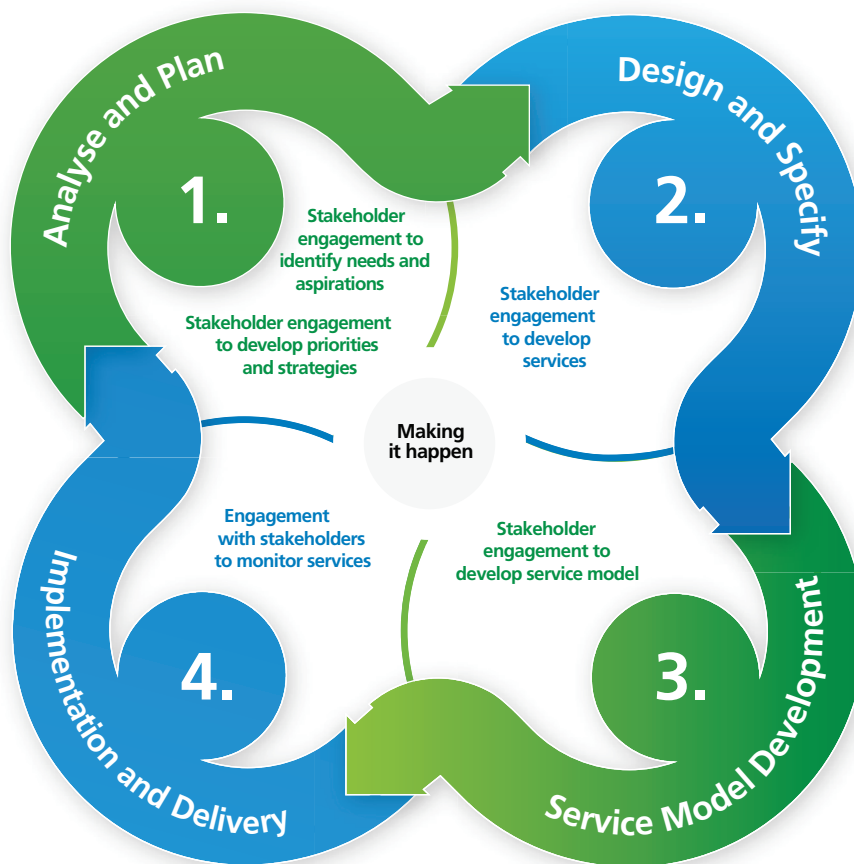 Analyse and Plan
1.
Stakeholder
engagement to
identify needs and
aspirations
Stakeholder engagement
to develop priorities
and strategies
Design and Specify
2.
Stakeholder
engagement
to develop
services
Making
it happen
Service Model Development
3.
Stakeholder
engagement to
develop service model
Implementation and Delivery
4.
Engagement
with stakeholders
to monitor services